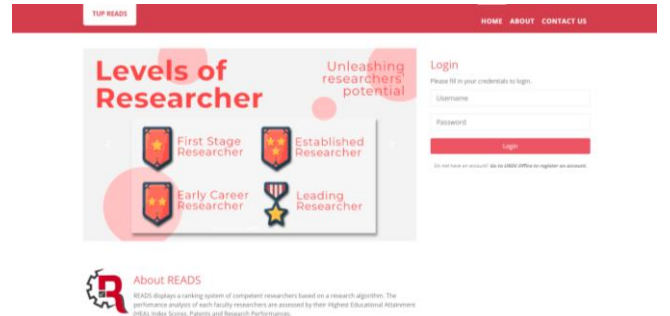 TUP READS
HOME ABOUT CONTACT US
Levels of
Researcher
Unleashing
researchers'
potential
First Stage
Researcher
Established
Researcher
Early Career
Researcher
Leading
Researcher
Login
Please fill in your credentials to login.
Username
Password
Login
Do not have an account? Go to URDS Office to register an account.
About READS
READS displays a ranking system of competent researchers based on a research algorithm. The
perfomance analysis of each faculty researchers are assessed by their Highest Educational Attainment
(HEA), Index Scores, Patents and Research Performances.